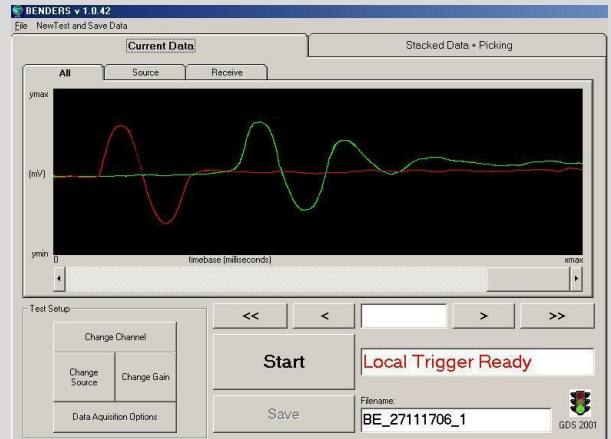 BENDERS v 1.0.42
File NewTest and Save Data
Current Data
Stacked Data + Picking
All
Source
Receive
ymax
(mV)
ymin
0
timebase (milliseconds)
xmax
Test Setup
Change Channel
Change
Source
Change Gain
Data Aquisition Options
<<
<
>
>>
Start
Local Trigger Ready
Save
Filename:
BE_27111706_1
GDS 2001